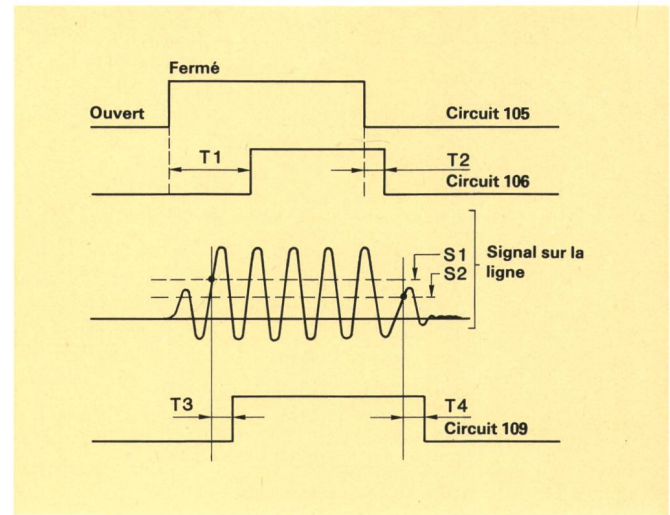 Fermé
Ouvert
Circuit 105
T1
T2
Circuit 106
S1
S2
Signal sur la
ligne
T3
T4
Circuit 109